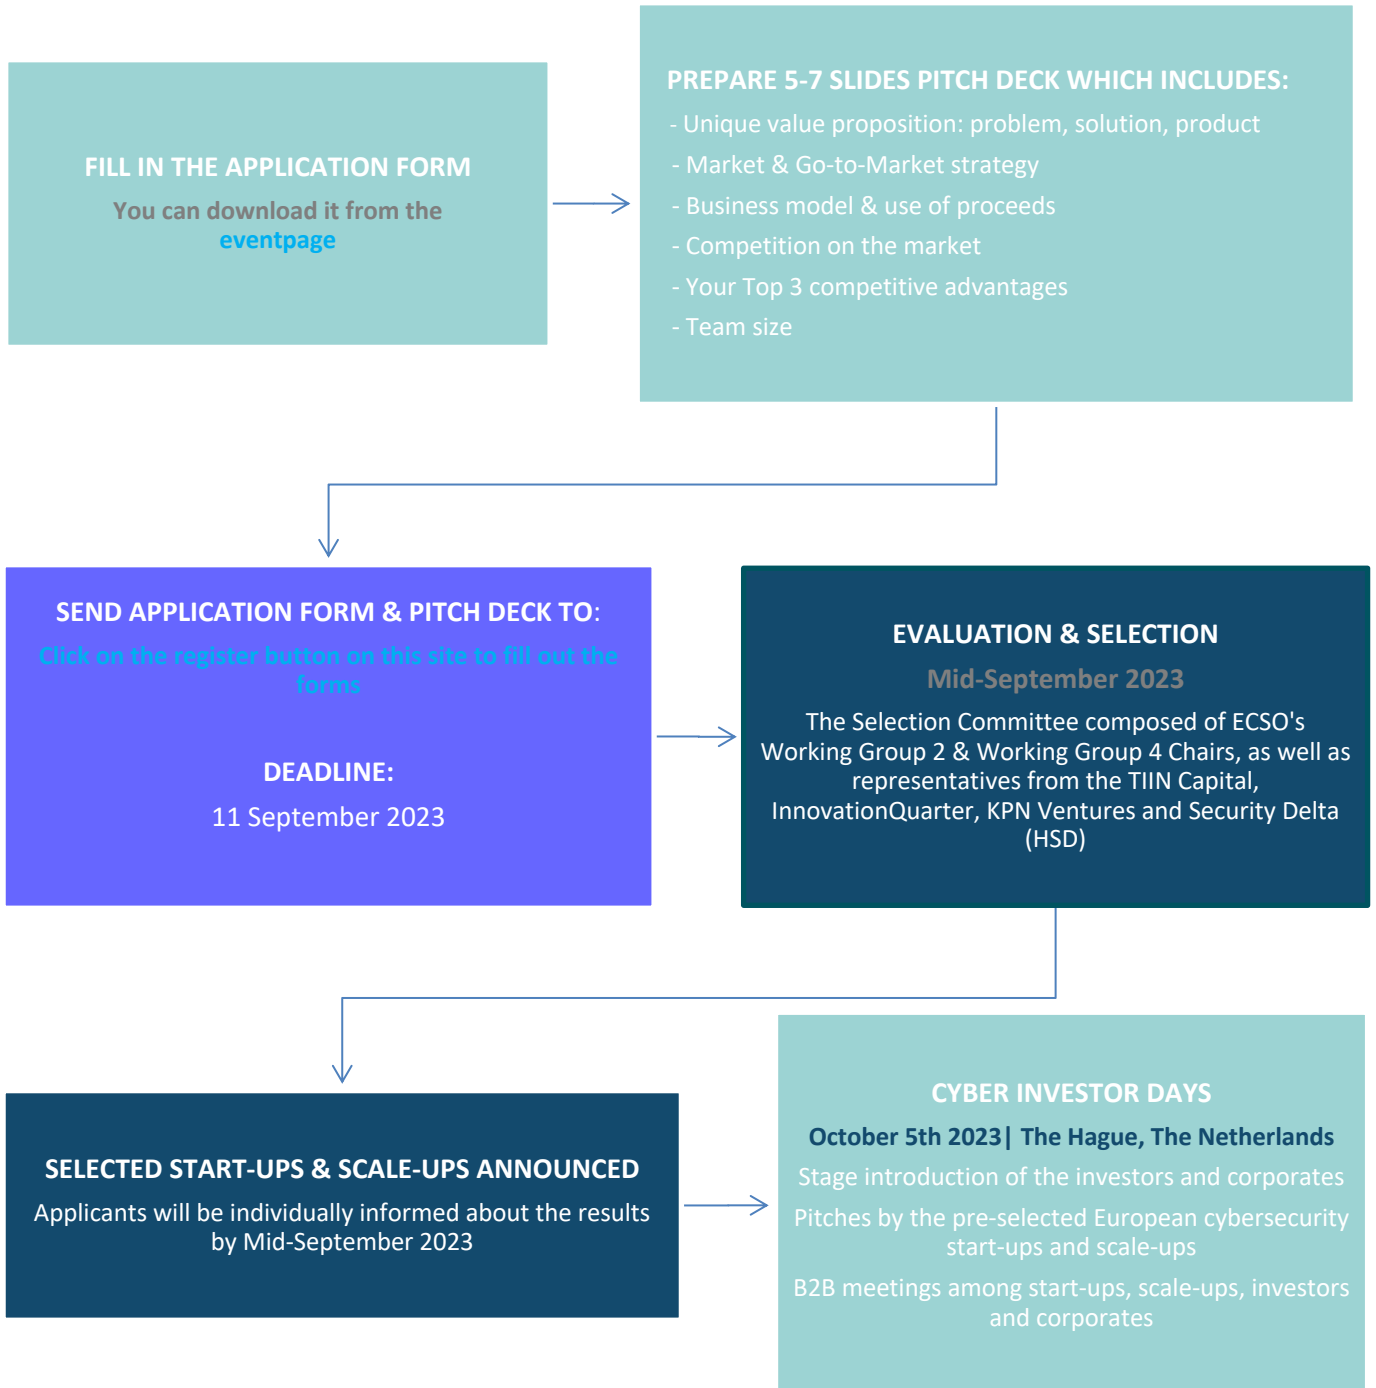 FILL IN THE APPLICATION FORM
You can download it from the
eventpage
PREPARE 5-7 SLIDES PITCH DECK WHICH INCLUDES:
- Unique value proposition: problem, solution, product
- Market & Go-to-Market strategy
- Business model & use of proceeds
- Competition on the market
- Your Top 3 competitive advantages
- Team size
SEND APPLICATION FORM & PITCH DECK TO:
Click on the register button on this site to fill out the
forms
DEADLINE:
11 September 2023
EVALUATION & SELECTION
Mid-September 2023
The Selection Committee composed of ECSO's
Working Group 2 & Working Group 4 Chairs, as well as
representatives from the TIIN Capital,
InnovationQuarter, KPN Ventures and Security Delta
(HSD)
SELECTED START-UPS & SCALE-UPS ANNOUNCED
Applicants will be individually informed about the results
by Mid-September 2023
CYBER INVESTOR DAYS
October 5th 2023| The Hague, The Netherlands
Stage introduction of the investors and corporates
Pitches by the pre-selected European cybersecurity
start-ups and scale-ups
B2B meetings among start-ups, scale-ups, investors
and corporates